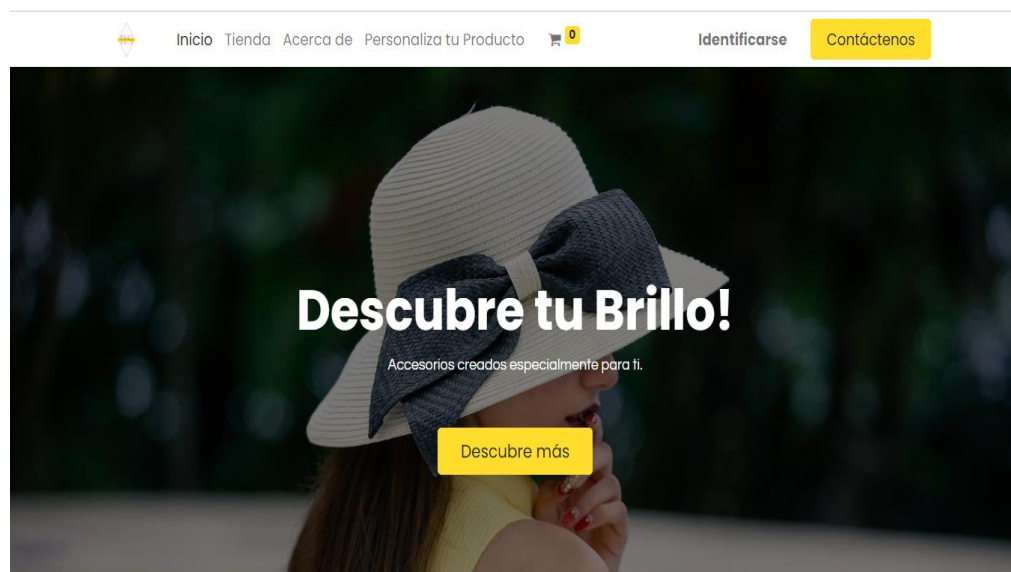 Inicio Tienda Acerca de Personaliza tu Producto 0 Identificarse Contáctenos
Descubre tu Brillo!
Accesorios creados especialmente para ti.
Descubre más